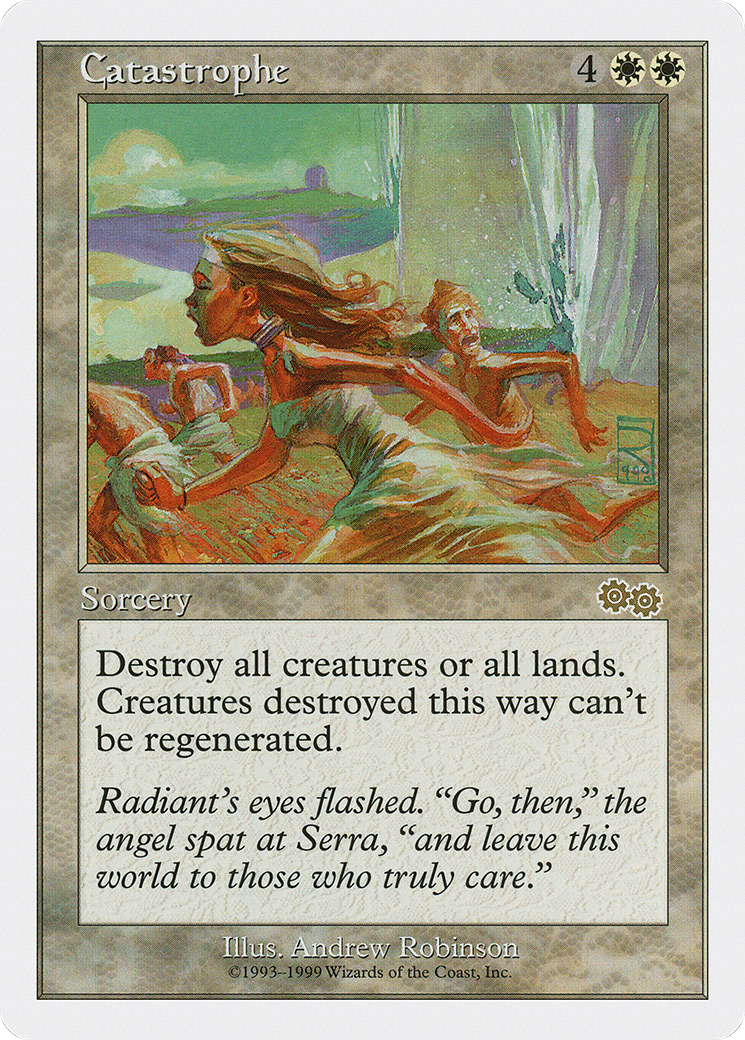 Catastrophe 4
Sorcery
Destroy all creatures or all lands.
Creatures destroyed this way can’t
be regenerated.
Radiant’s eyes flashed. “Go, then,” the
angel spat at Serra, “and leave this
world to those who truly care.”
Illus. Andrew Robinson
©1993–1999 Wizards of the Coast, Inc.